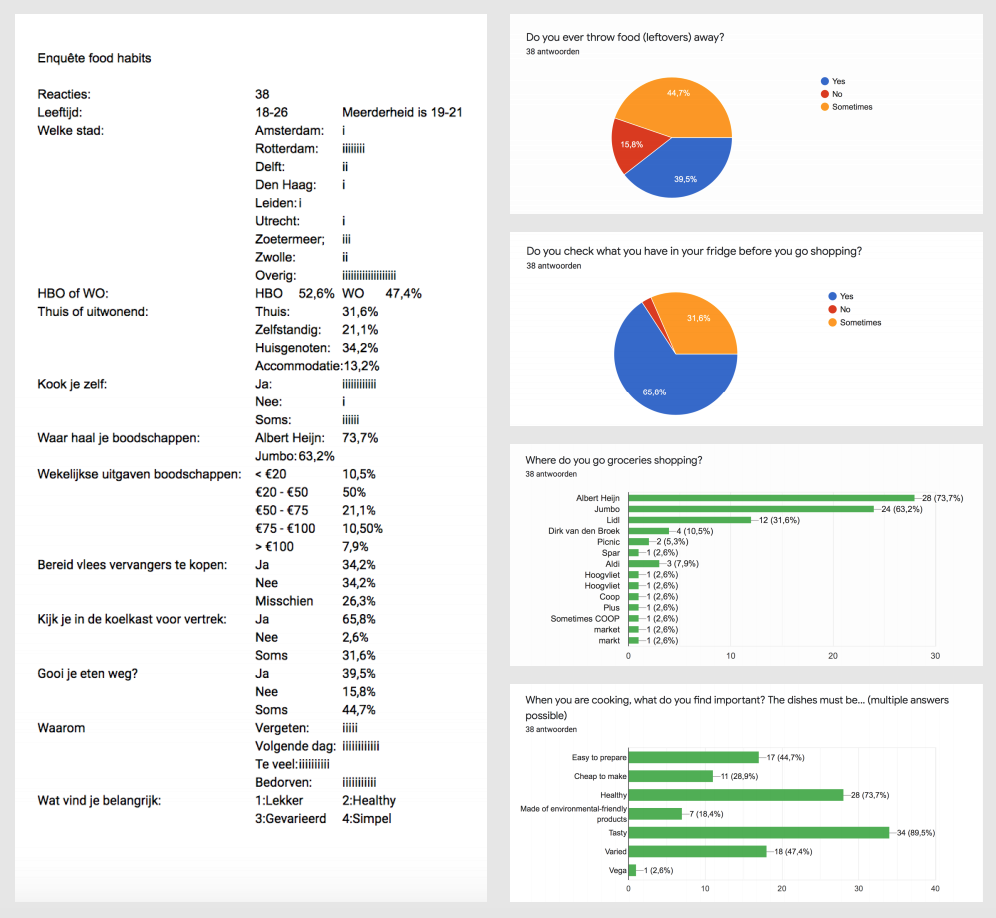 Enquête food habits
Reacties: 38
Leeftijd: 18-26 Meerderheid is 19-21
Welke stad: Amsterdam: i
Rotterdam: iiiiiiii
Delft: ii
Den Haag: i
Leiden: i
Utrecht: i
Zoetermeer; iii
Zwolle: ii
Overig: iiiiiiiiiiiiiiiiiii
HBO of WO: HBO 52,6% WO 47,4%
Thuis of uitwonend: Thuis: 31,6%
Zelfstandig: 21,1%
Huisgenoten: 34,2%
Accommodatie: 13,2%
Kook je zelf: Ja: iiiiiiiiiiii
Nee: i
Soms: iiiiii
Waar haal je boodschappen: Albert Heijn: 73,7%
Jumbo: 63,2%
Wekelijkse uitgaven boodschappen: < €20 10,5%
€20 - €50 50%
€50 - €75 21,1%
€75 - €100 10,50%
> €100 7,9%
Bereid vlees vervangers te kopen: Ja 34,2%
Nee 34,2%
Misschien 26,3%
Kijk je in de koelkast voor vertrek: Ja 65,8%
Nee 2,6%
Soms 31,6%
Gooi je eten weg? Ja 39,5%
Nee 15,8%
Soms 44,7%
Waarom Vergeten: iiiii
Volgende dag: iiiiiiiiiiiii
Te veel: iiiiiiiiiii
Bedorven: iiiiiiiiiiii
Wat vind je belangrijk: 1:Lekker 2:Healthy
3:Gevarieerd 4:Simpel
Do you ever throw food (leftovers) away?
38 antwoorden
44,7%
15,8%
39,5%
Yes
No
Sometimes
Do you check what you have in your fridge before you go shopping?
38 antwoorden
31,6%
65,8%
Yes
No
Sometimes
Where do you go groceries shopping?
38 antwoorden
Albert Heijn 28 (73,7%)
Jumbo 24 (63,2%)
Lidl 12 (31,6%)
Dirk van den Broek 4 (10,5%)
Picnic 2 (5,3%)
Spar 1 (2,6%)
Aldi 3 (7,9%)
Hoogvliet 1 (2,6%)
Hoogvliet 1 (2,6%)
Coop 1 (2,6%)
Plus 1 (2,6%)
Sometimes COOP 1 (2,6%)
market 1 (2,6%)
markt 1 (2,6%)
0 10 20 30
When you are cooking, what do you find important? The dishes must be... (multiple answers
possible)
38 antwoorden
Easy to prepare 17 (44,7%)
Cheap to make 11 (28,9%)
Healthy 28 (73,7%)
Made of environmental-friendly
products 7 (18,4%)
Tasty 34 (89,5%)
Varied 18 (47,4%)
Vega 1 (2,6%)
0 10 20 30 40